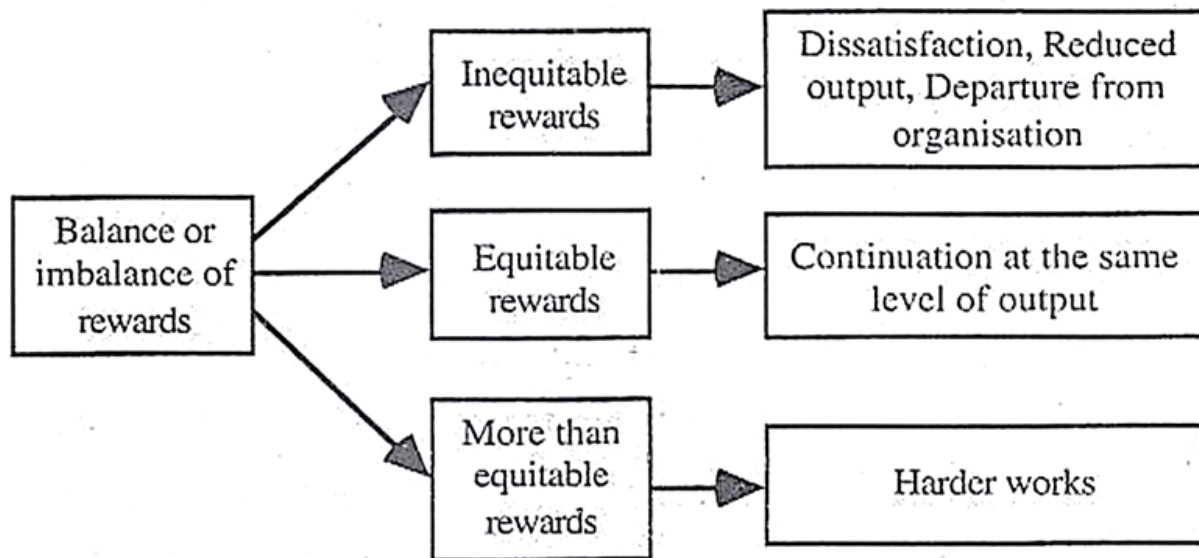 Balance or
imbalance of
rewards
Inequitable
rewards
Dissatisfaction, Reduced
output, Departure from
organisation
Equitable
rewards
Continuation at the same
level of output
More than
equitable
rewards
Harder works